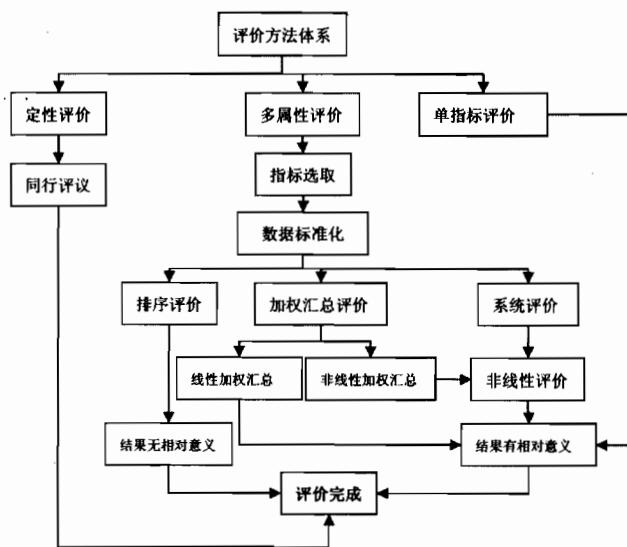 评价方法体系
定性评价
多属性评价
单指标评价
同行评议
指标选取
数据标准化
排序评价
加权汇总评价
系统评价
线性加权汇总
非线性加权汇总
非线性评价
结果无相对意义
结果有相对意义
评价完成